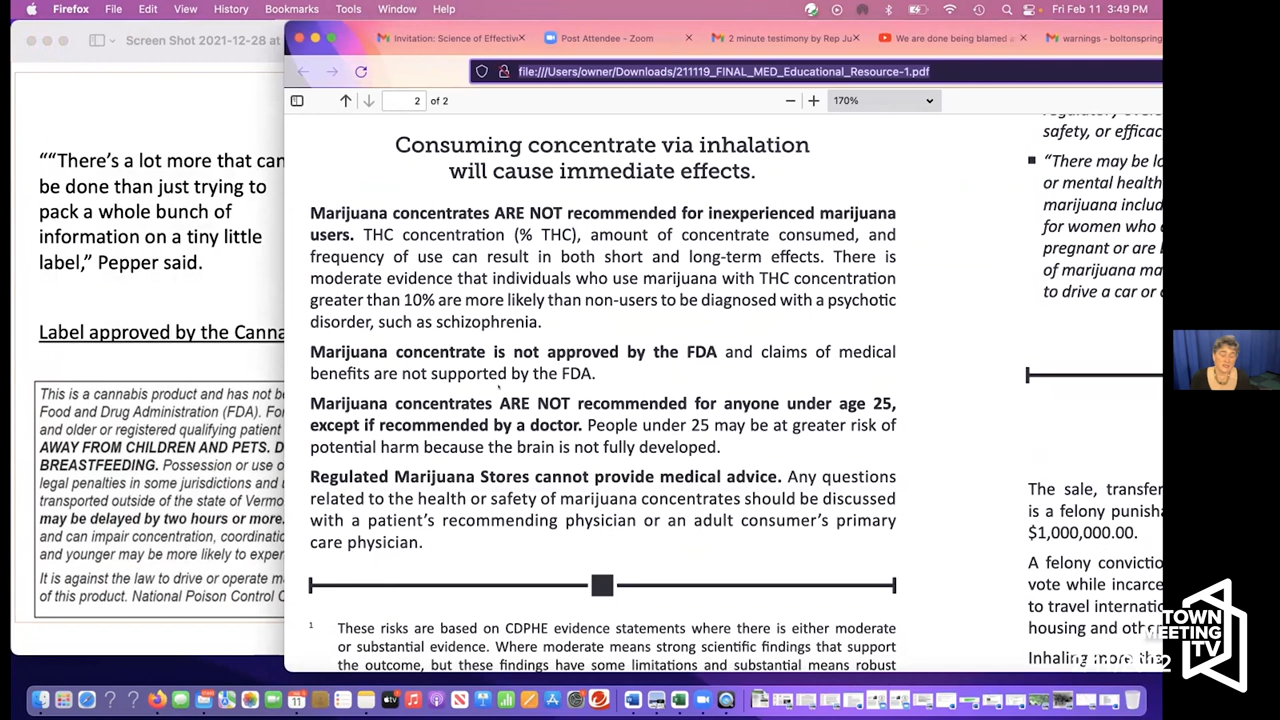 Firefox File Edit View History Bookmarks Tools Window Help
Fri Feb 11 3:49 PM
Screen Shot 2021-12-28 at
Invitation: Science of Effectiv
Post Attendee - Zoom
2 minute testimony by Rep Ju
We are done being blamed
warnings - boltonspring
file:///Users/owner/Downloads/211119_FINAL_MED_Educational_Resource-1.pdf
2 of 2
170%
““There’s a lot more that can
be done than just trying to
pack a whole bunch of
information on a tiny little
label,” Pepper said.
Label approved by the Canna
This is a cannabis product and has not be
Food and Drug Administration (FDA). Fo
and older or registered qualifying patient
AWAY FROM CHILDREN AND PETS. D
BREASTFEEDING. Possession or use o
legal penalties in some jurisdictions and
transported outside of the state of Vermo
may be delayed by two hours or more.
and can impair concentration, coordinatio
and younger may be more likely to exper
It is against the law to drive or operate m
of this product. National Poison Control C
Consuming concentrate via inhalation
will cause immediate effects.
Marijuana concentrates ARE NOT recommended for inexperienced marijuana
users. THC concentration (% THC), amount of concentrate consumed, and
frequency of use can result in both short and long-term effects. There is
moderate evidence that individuals who use marijuana with THC concentration
greater than 10% are more likely than non-users to be diagnosed with a psychotic
disorder, such as schizophrenia.
Marijuana concentrate is not approved by the FDA and claims of medical
benefits are not supported by the FDA.
Marijuana concentrates ARE NOT recommended for anyone under age 25,
except if recommended by a doctor. People under 25 may be at greater risk of
potential harm because the brain is not fully developed.
Regulated Marijuana Stores cannot provide medical advice. Any questions
related to the health or safety of marijuana concentrates should be discussed
with a patient’s recommending physician or an adult consumer’s primary
care physician.
1 These risks are based on CDPHE evidence statements where there is either moderate
or substantial evidence. Where moderate means strong scientific findings that support
the outcome, but these findings have some limitations and substantial means robust
safety, or efficac
“There may be lo
or mental health
marijuana includ
for women who
pregnant or are
of marijuana ma
to drive a car or
The sale, transfer
is a felony punisha
$1,000,000.00.
A felony convictio
vote while incarce
to travel internati
housing and oth
Inhaling more the
TOWN
MEETING
TV